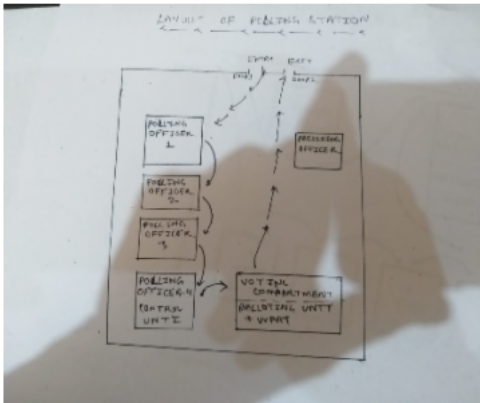 LAYOUT OF POLLING STATION
ENTRY EXIT
POLLING
OFFICER
1
PRESIDING
OFFICER
POLLING
OFFICER
2
POLLING
OFFICER
3
POLLING
OFFICER-4
CONTROL
UNIT
VOTING
COMPARTMENT
BALLOTING UNIT
+ VVPAT